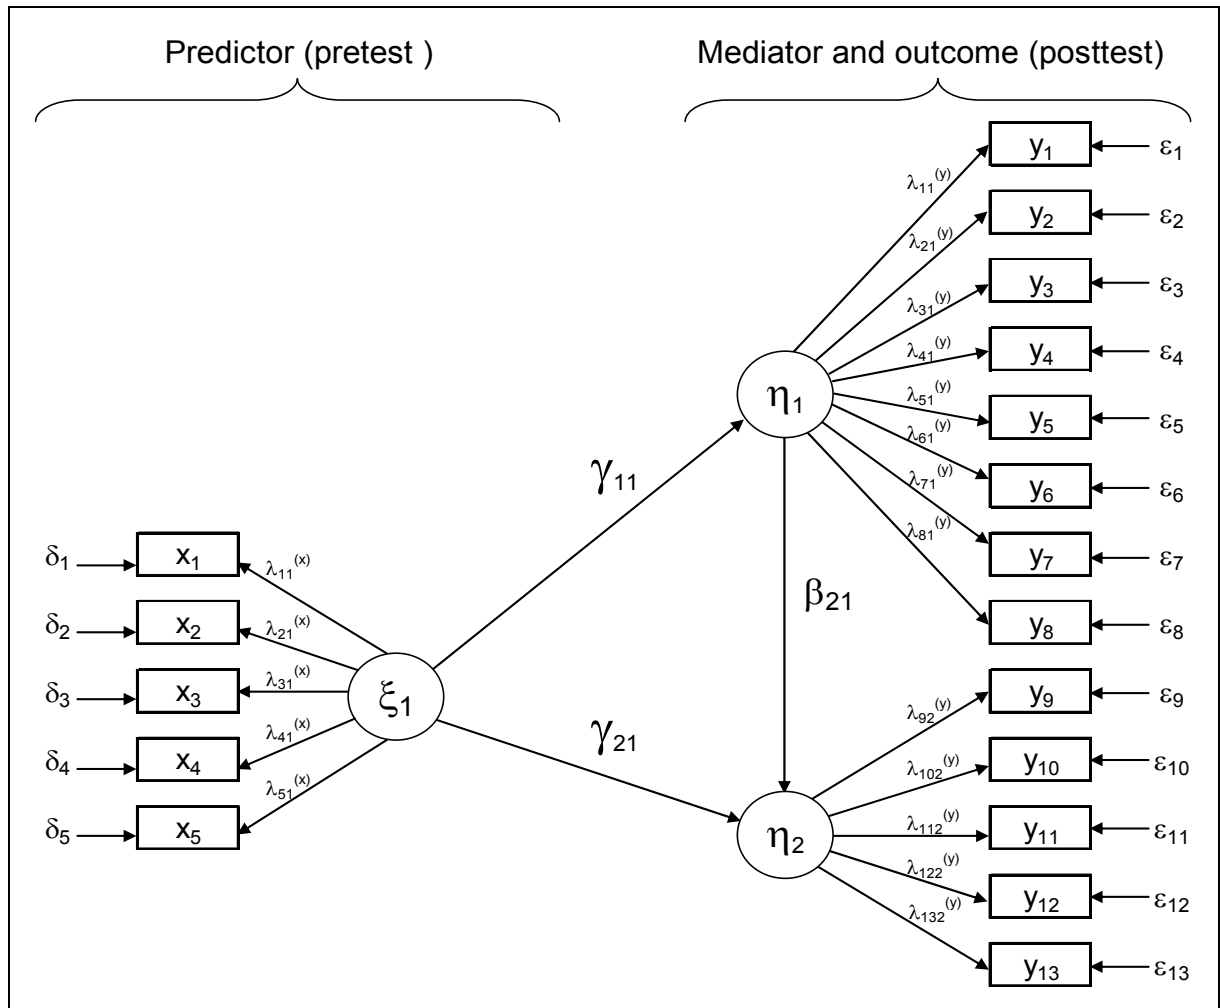 Predictor (pretest )
Mediator and outcome (posttest)
y₁
ε₁
λ₁₁⁽ʸ⁾
y₂
ε₂
λ₂₁⁽ʸ⁾
y₃
ε₃
λ₃₁⁽ʸ⁾
y₄
ε₄
λ₄₁⁽ʸ⁾
η₁
λ₅₁⁽ʸ⁾
y₅
ε₅
λ₆₁⁽ʸ⁾
γ₁₁
λ₇₁⁽ʸ⁾
y₆
ε₆
λ₈₁⁽ʸ⁾
δ₁
x₁
λ₁₁⁽ˣ⁾
y₇
ε₇
β₂₁
δ₂
x₂
λ₂₁⁽ˣ⁾
y₈
ε₈
δ₃
x₃
λ₃₁⁽ˣ⁾
ξ₁
y₉
ε₉
λ₉₂⁽ʸ⁾
γ₂₁
δ₄
x₄
λ₄₁⁽ˣ⁾
λ₁₀₂⁽ʸ⁾
y₁₀
ε₁₀
λ₅₁⁽ˣ⁾
δ₅
x₅
η₂
λ₁₁₂⁽ʸ⁾
y₁₁
ε₁₁
λ₁₂₂⁽ʸ⁾
y₁₂
ε₁₂
λ₁₃₂⁽ʸ⁾
y₁₃
ε₁₃